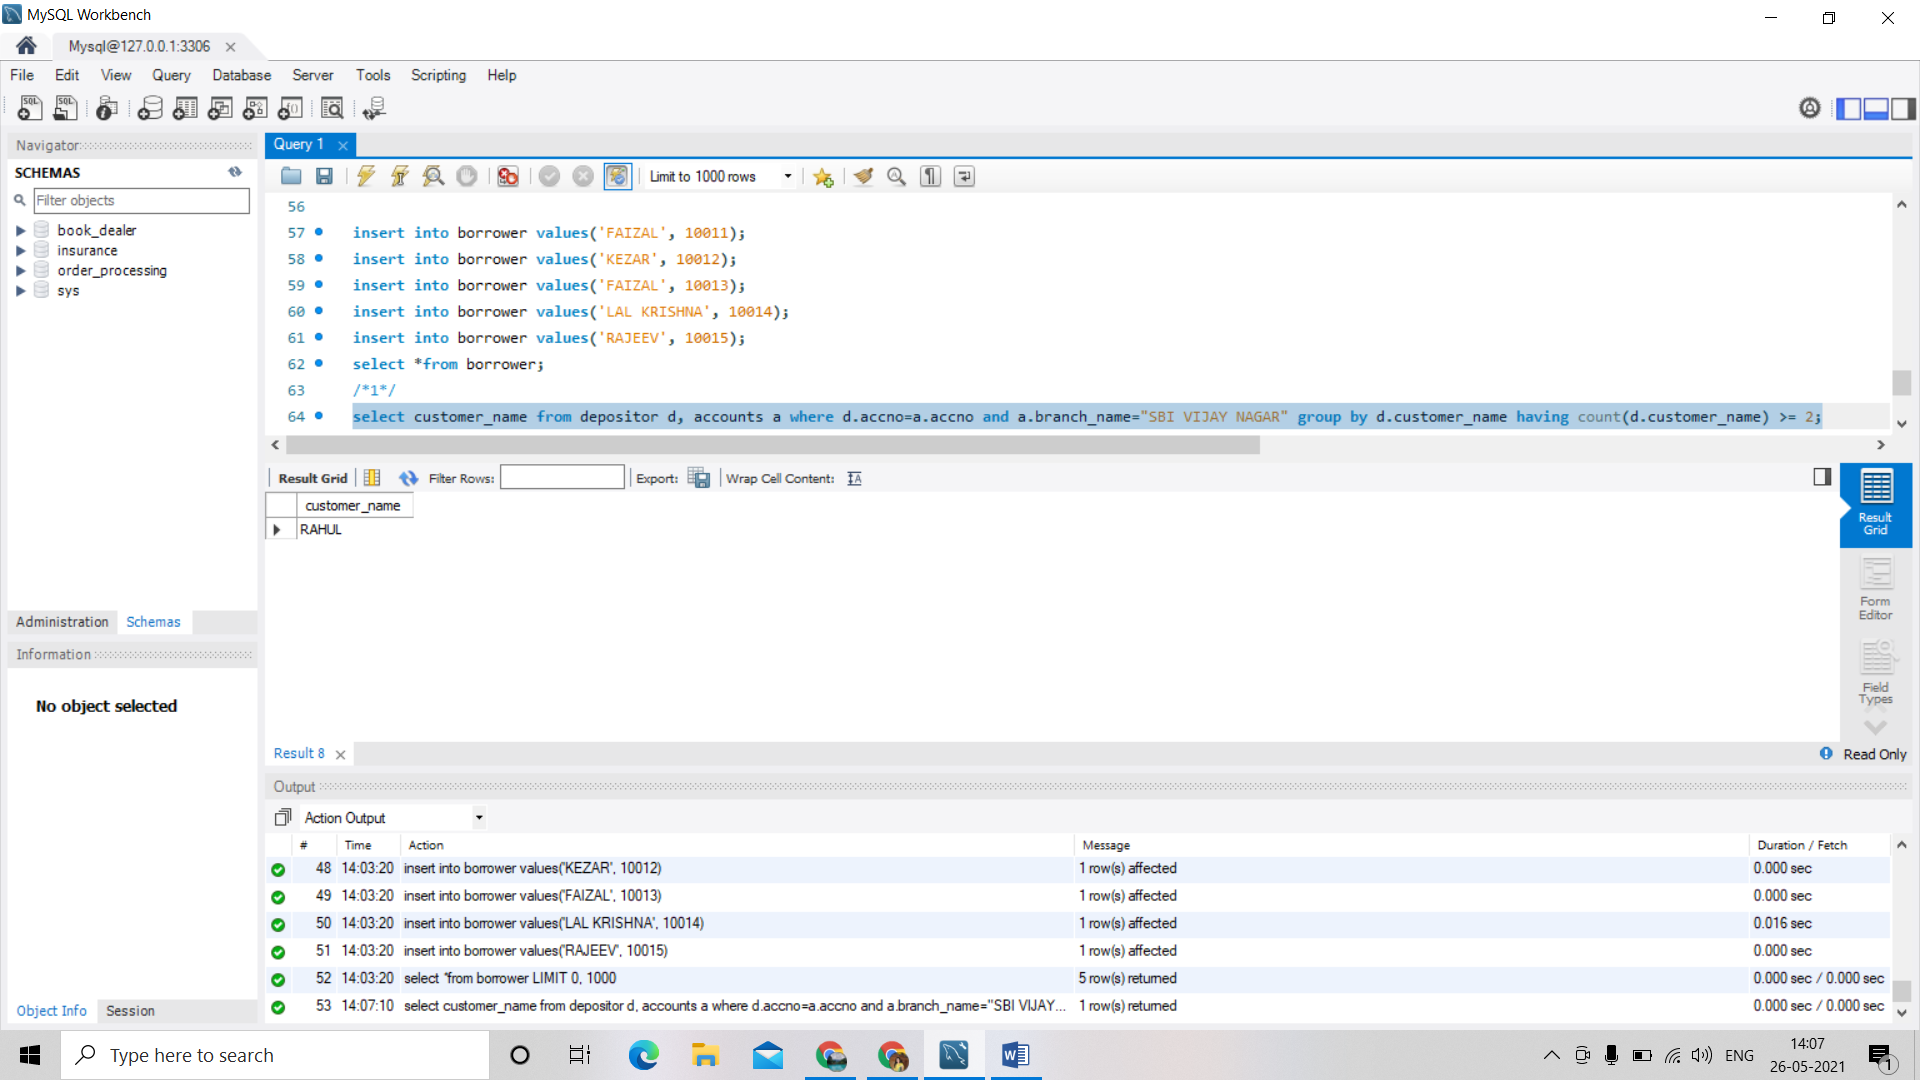 MySQL Workbench
Mysql@127.0.0.1:3306
File Edit View Query Database Server Tools Scripting Help
Navigator
SCHEMAS
Filter objects
book_dealer
insurance
order_processing
sys
Administration Schemas
Information
No object selected
Object Info Session
Query 1
Limit to 1000 rows
56
57 insert into borrower values('FAIZAL', 10011);
58 insert into borrower values('KEZAR', 10012);
59 insert into borrower values('FAIZAL', 10013);
60 insert into borrower values('LAL KRISHNA', 10014);
61 insert into borrower values('RAJEEV', 10015);
62 select *from borrower;
63 /*1*/
64 select customer_name from depositor d, accounts a where d.accno=a.accno and a.branch_name="SBI VIJAY NAGAR" group by d.customer_name having count(d.customer_name) >= 2;
Result Grid Filter Rows: Export: Wrap Cell Content:
customer_name
RAHUL
Result
Grid
Form
Editor
Field
Types
Result 8
Read Only
Output
Action Output
# Time Action Message Duration / Fetch
48 14:03:20 insert into borrower values('KEZAR', 10012) 1 row(s) affected 0.000 sec
49 14:03:20 insert into borrower values('FAIZAL', 10013) 1 row(s) affected 0.000 sec
50 14:03:20 insert into borrower values('LAL KRISHNA', 10014) 1 row(s) affected 0.016 sec
51 14:03:20 insert into borrower values('RAJEEV', 10015) 1 row(s) affected 0.000 sec
52 14:03:20 select *from borrower LIMIT 0, 1000 5 row(s) returned 0.000 sec / 0.000 sec
53 14:07:10 select customer_name from depositor d, accounts a where d.accno=a.accno and a.branch_name="SBI VIJAY... 1 row(s) returned 0.000 sec / 0.000 sec
Type here to search
ENG
14:07
26-05-2021
1